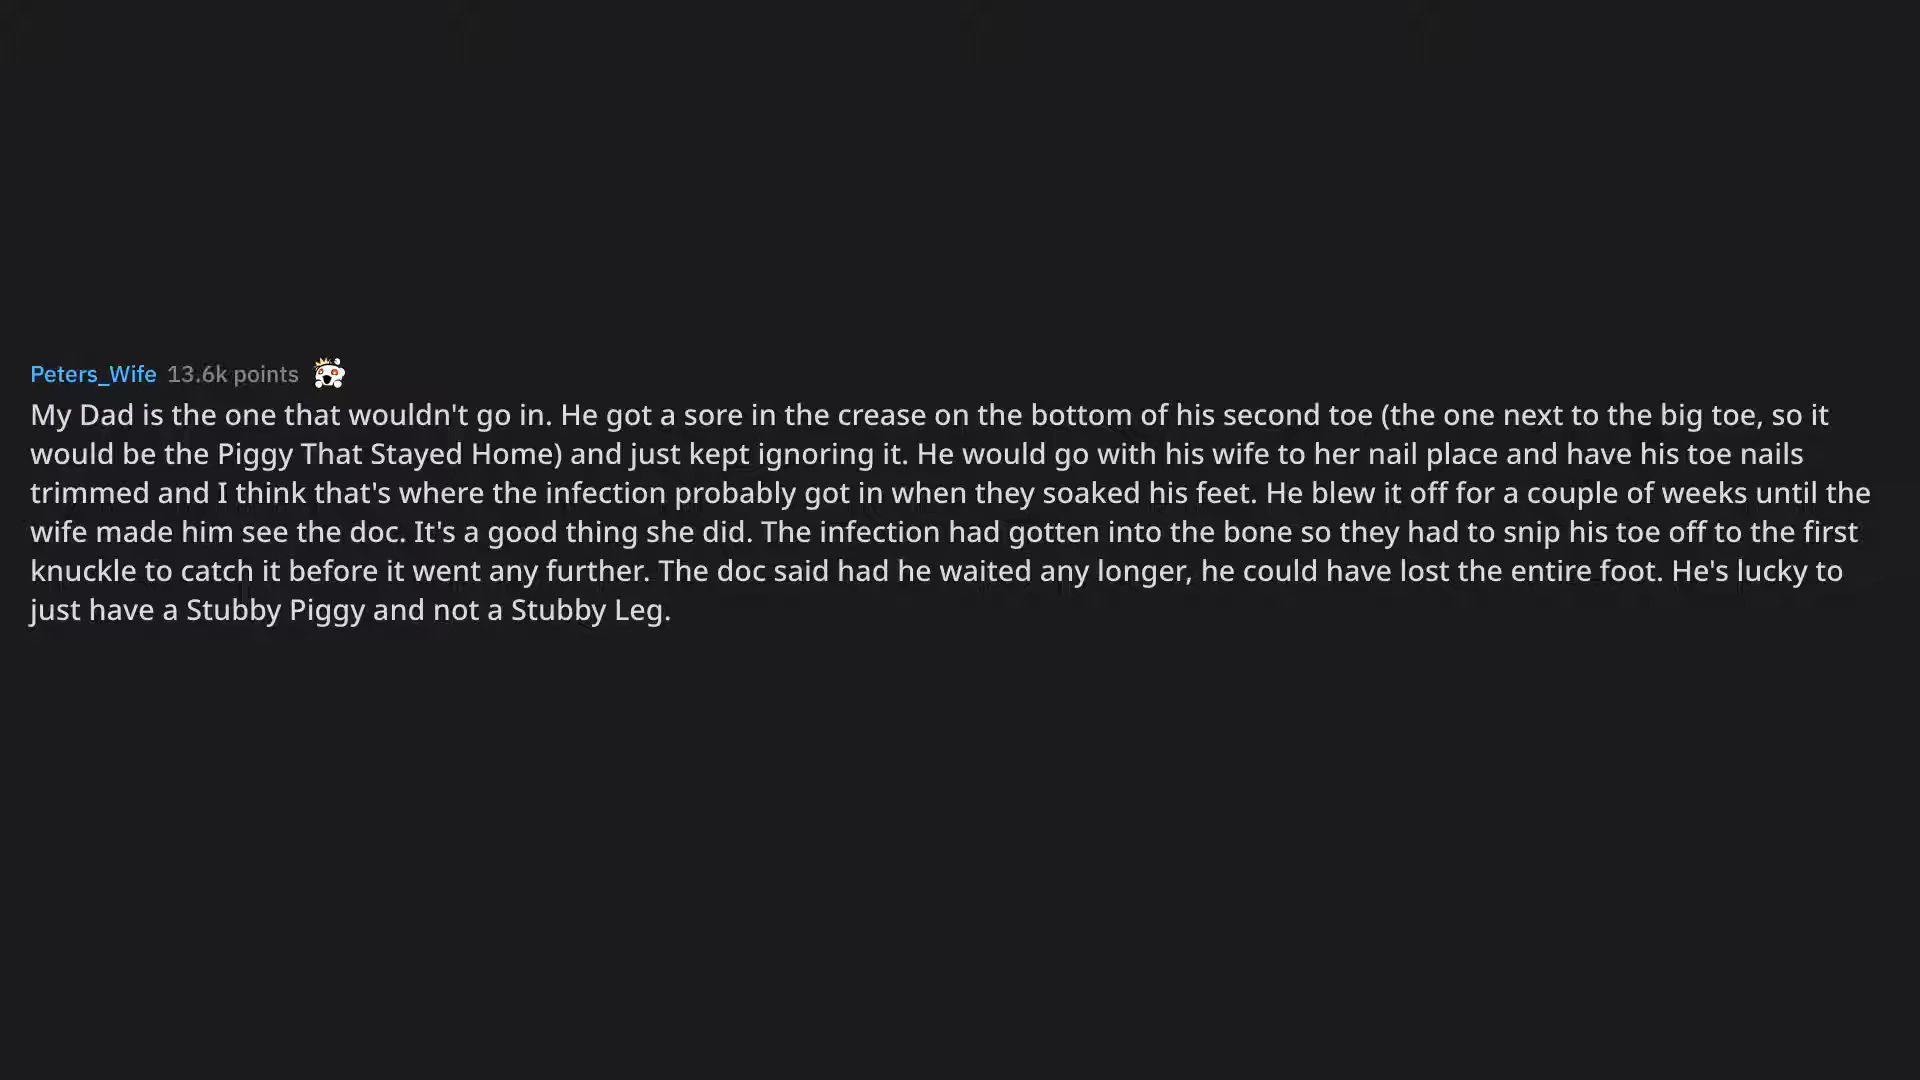 Peters_Wife 13.6k points
My Dad is the one that wouldn't go in. He got a sore in the crease on the bottom of his second toe (the one next to the big toe, so it
would be the Piggy That Stayed Home) and just kept ignoring it. He would go with his wife to her nail place and have his toe nails
trimmed and I think that's where the infection probably got in when they soaked his feet. He blew it off for a couple of weeks until the
wife made him see the doc. It's a good thing she did. The infection had gotten into the bone so they had to snip his toe off to the first
knuckle to catch it before it went any further. The doc said had he waited any longer, he could have lost the entire foot. He's lucky to
just have a Stubby Piggy and not a Stubby Leg.